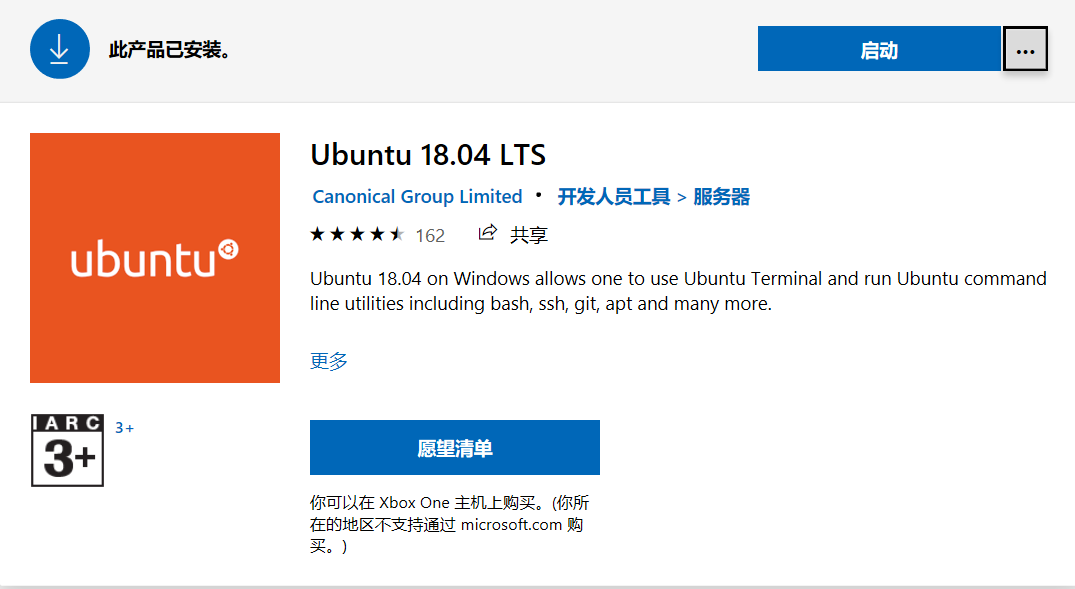 此产品已安装。
启动
...
Ubuntu 18.04 LTS
Canonical Group Limited • 开发人员工具 > 服务器
162 共享
ubuntu
Ubuntu 18.04 on Windows allows one to use Ubuntu Terminal and run Ubuntu command
line utilities including bash, ssh, git, apt and many more.
更多
IARC
3+
3+
愿望清单
你可以在 Xbox One 主机上购买。(你所
在的地区不支持通过 microsoft.com 购
买。)